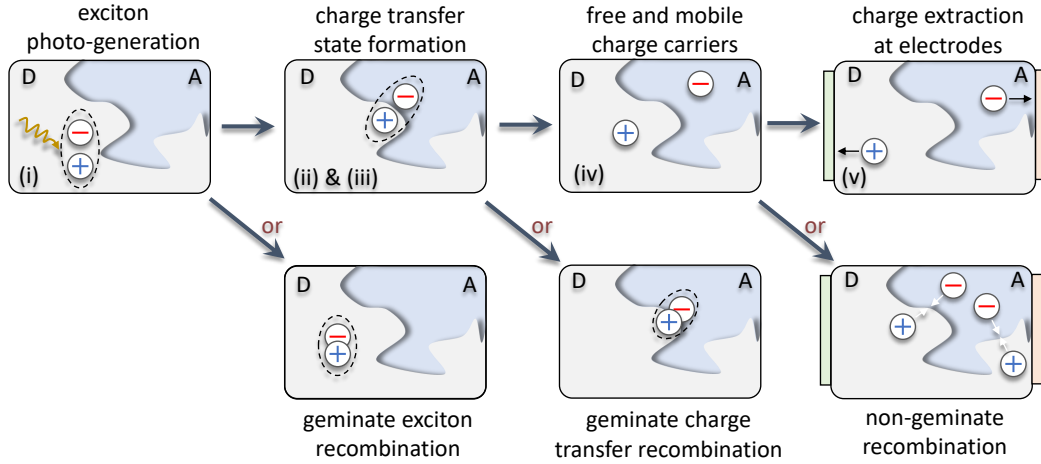 exciton
photo-generation
charge transfer
state formation
free and mobile
charge carriers
charge extraction
at electrodes
D
(i)
D
A
(ii) & (iii)
A
(iv)
D
A
(v)
or
or
or
D
A
D
A
D
A
geminate exciton
recombination
geminate charge
transfer recombination
non-geminate
recombination